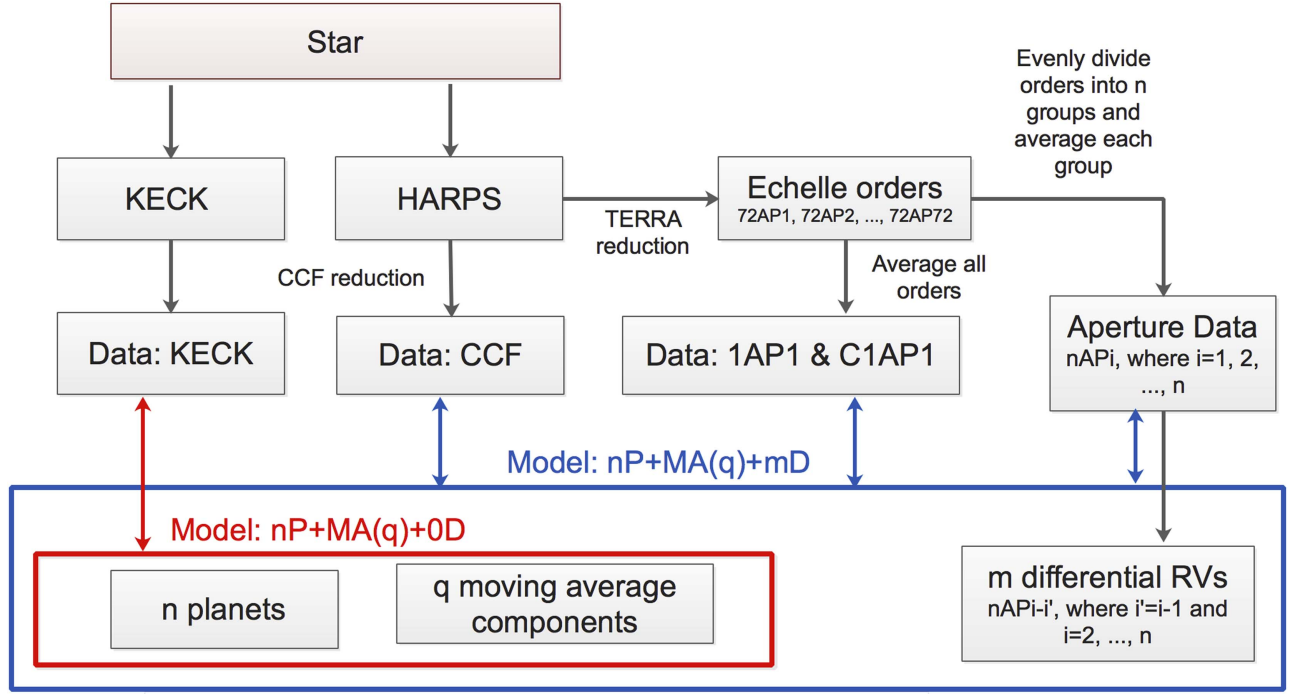 Star
Evenly divide
orders into n
groups and
average each
group
KECK
HARPS
TERRA
reduction
Echelle orders
72AP1, 72AP2, ..., 72AP72
CCF reduction
Average all
orders
Data: KECK
Data: CCF
Data: 1AP1 & C1AP1
Aperture Data
nAPi, where i=1, 2,
..., n
Model: nP+MA(q)+mD
Model: nP+MA(q)+0D
n planets
q moving average
components
m differential RVs
nAPi-i', where i'=i-1 and
i=2, ..., n